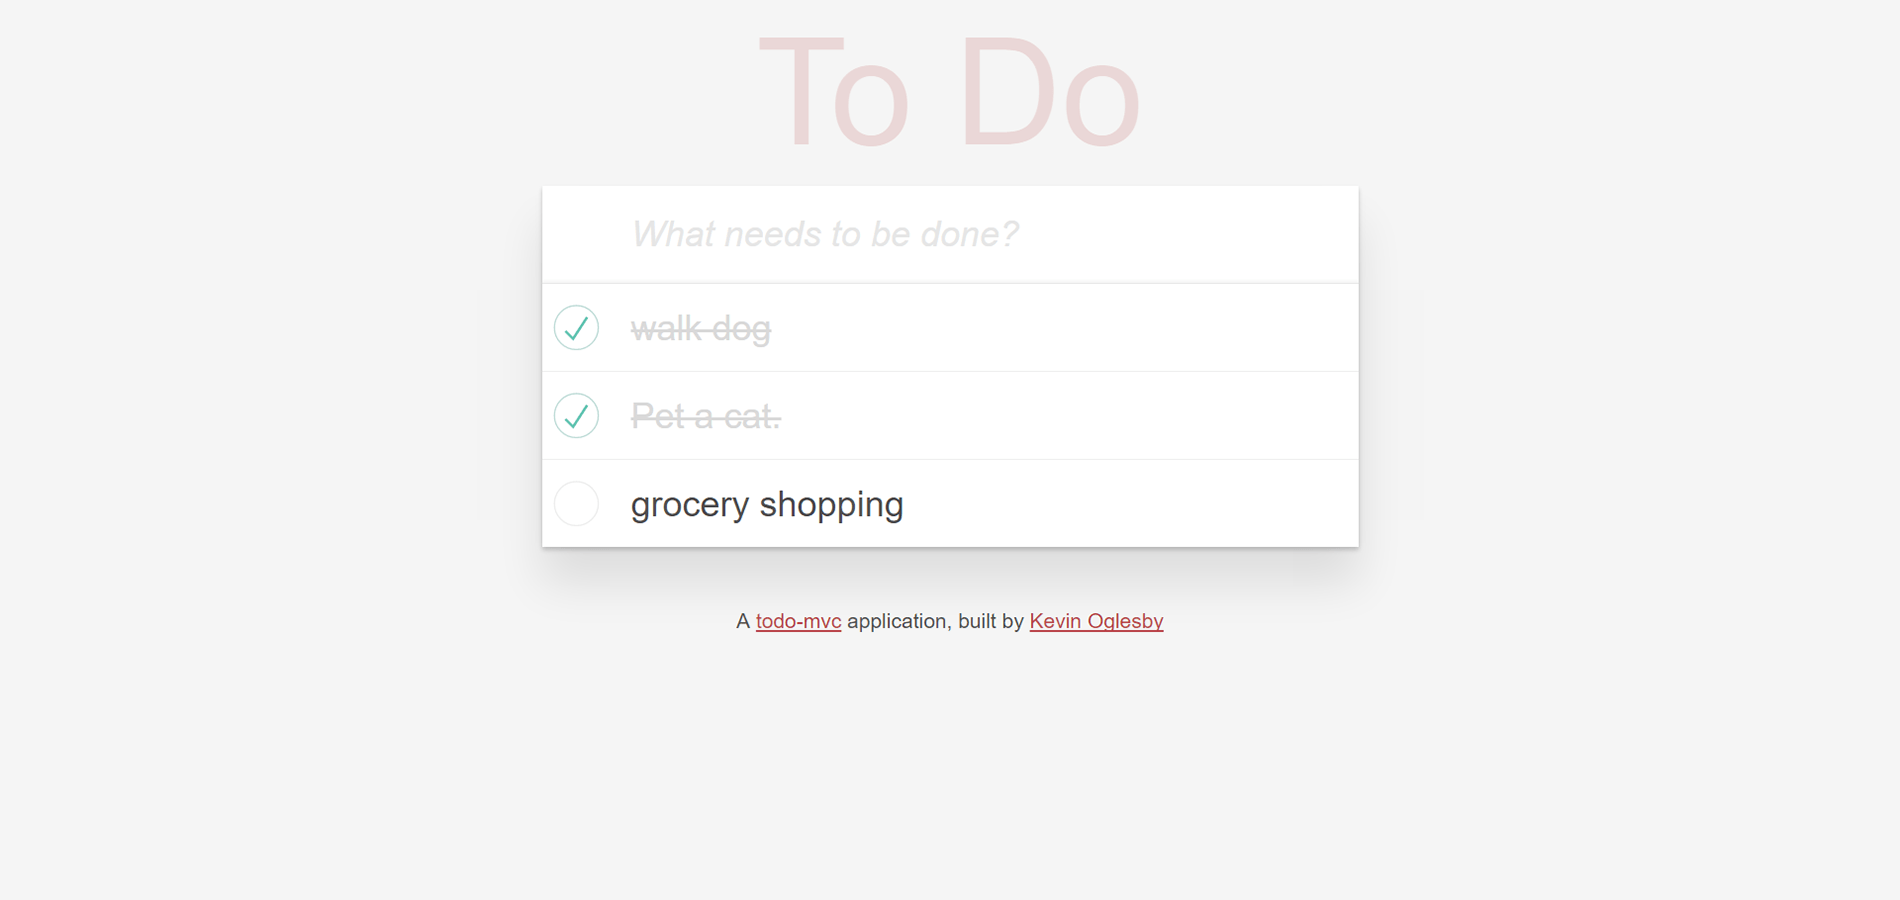 To Do
What needs to be done?
walk dog
Pet a cat.
grocery shopping
A todo-mvc application, built by Kevin Oglesby